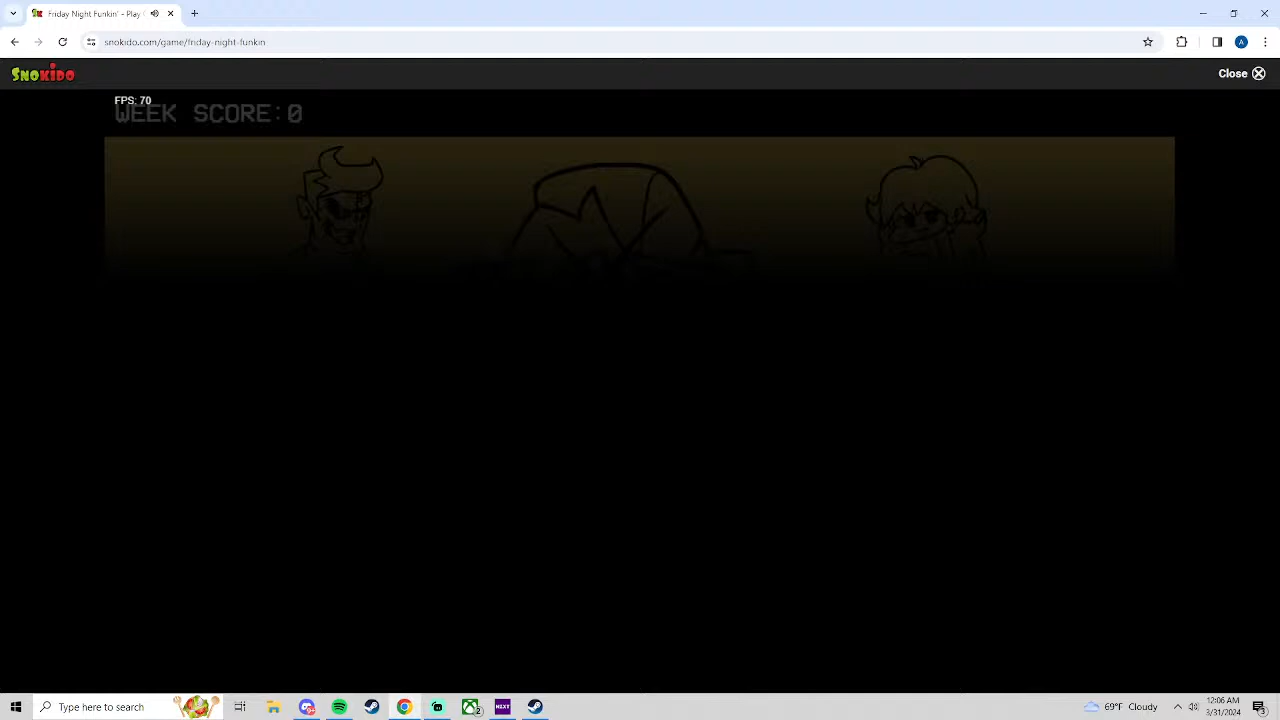 Friday Night Funkin' - Play
snokido.com/game/friday-night-funkin
A
SNOKIDO
Close
FPS: 70
WEEK SCORE:0
Type here to search
NEXT
69°F Cloudy
12:06 AM
3/31/2024